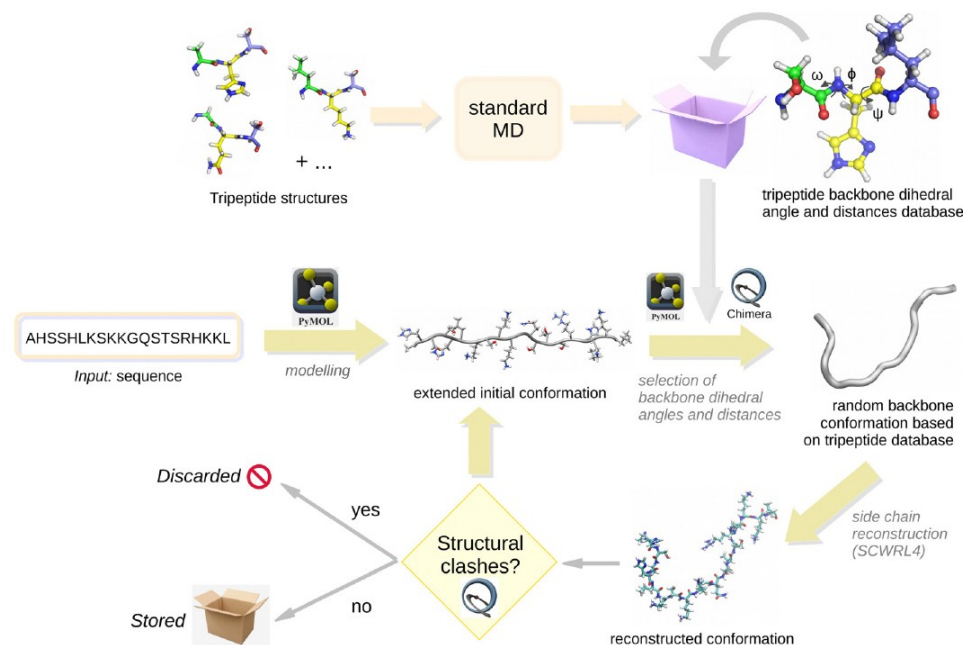 Tripeptide structures
+ ...
standard
MD
ω
ϕ
ψ
tripeptide backbone dihedral
angle and distances database
AHSSHLKSKKGQSTSRHKKL
Input: sequence
PyMOL
modelling
extended initial conformation
PyMOL
Chimera
selection of
backbone dihedral
angles and distances
random backbone
conformation based
on tripeptide database
side chain
reconstruction
(SCWRL4)
reconstructed conformation
Structural
clashes?
yes
Discarded
no
Stored